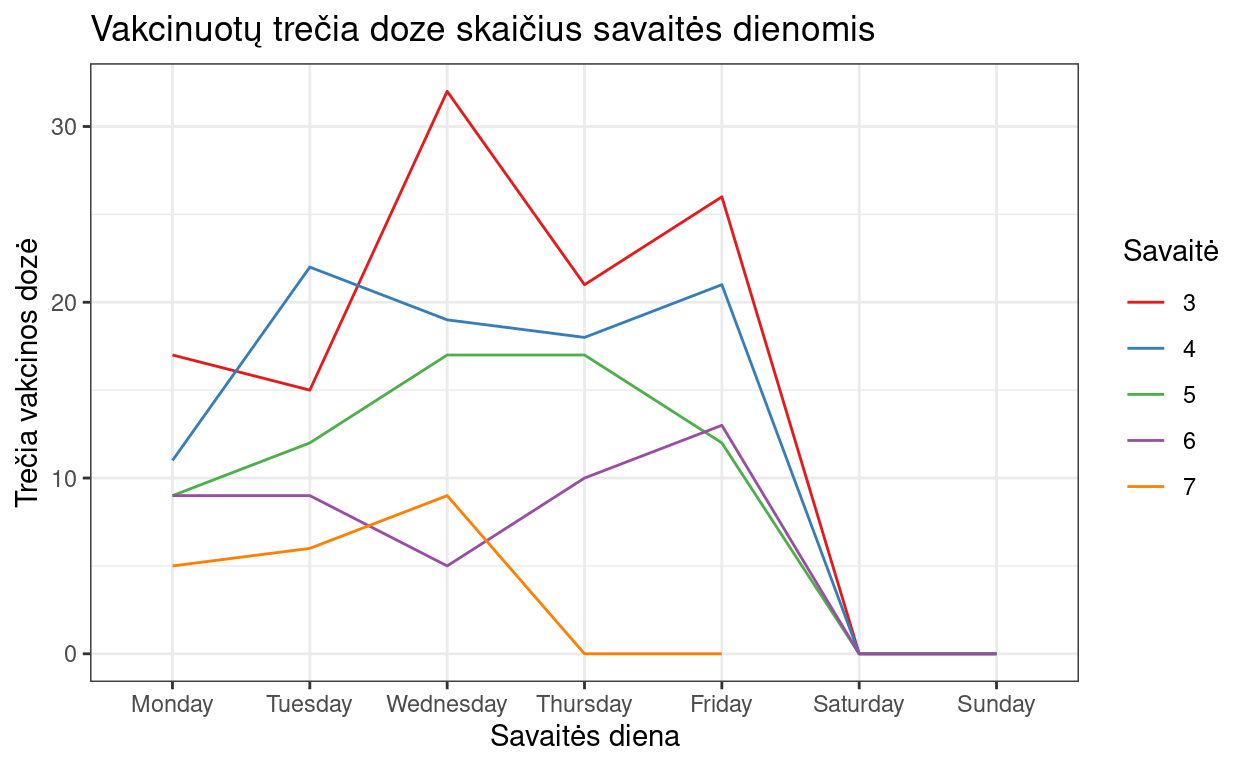 Vakcinuotų trečia doze skaičius savaitės dienomis
Trečia vakcinos dozė
30
20
10
0
Monday
Tuesday
Wednesday
Thursday
Friday
Saturday
Sunday
Savaitės diena
Savaitė
3
4
5
6
7